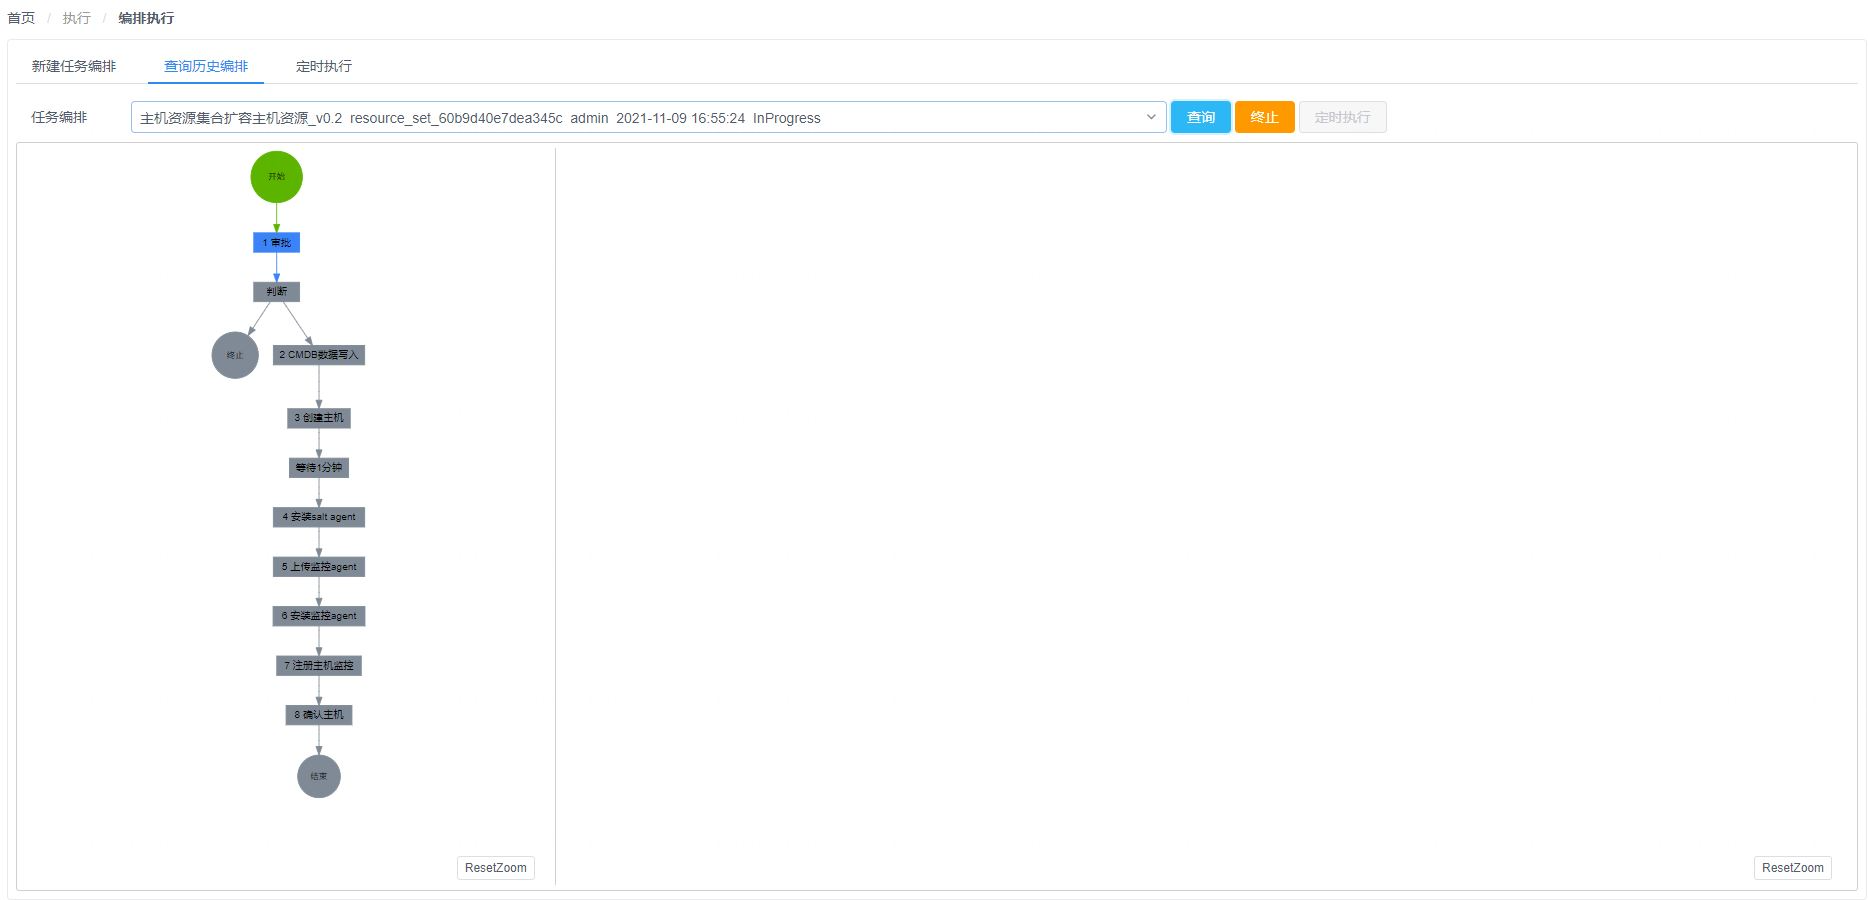 首页 / 执行 / 编排执行
新建任务编排 查询历史编排 定时执行
任务编排 主机资源集合扩容主机资源_v0.2 resource_set_60b9d40e7dea345c admin 2021-11-09 16:55:24 InProgress 查询 终止 定时执行
开始
1 审批
判断
终止 2 CMDB数据写入
3 创建主机
等待1分钟
4 安装salt agent
5 上传监控agent
6 安装监控agent
7 注册主机监控
8 确认主机
结束
ResetZoom ResetZoom